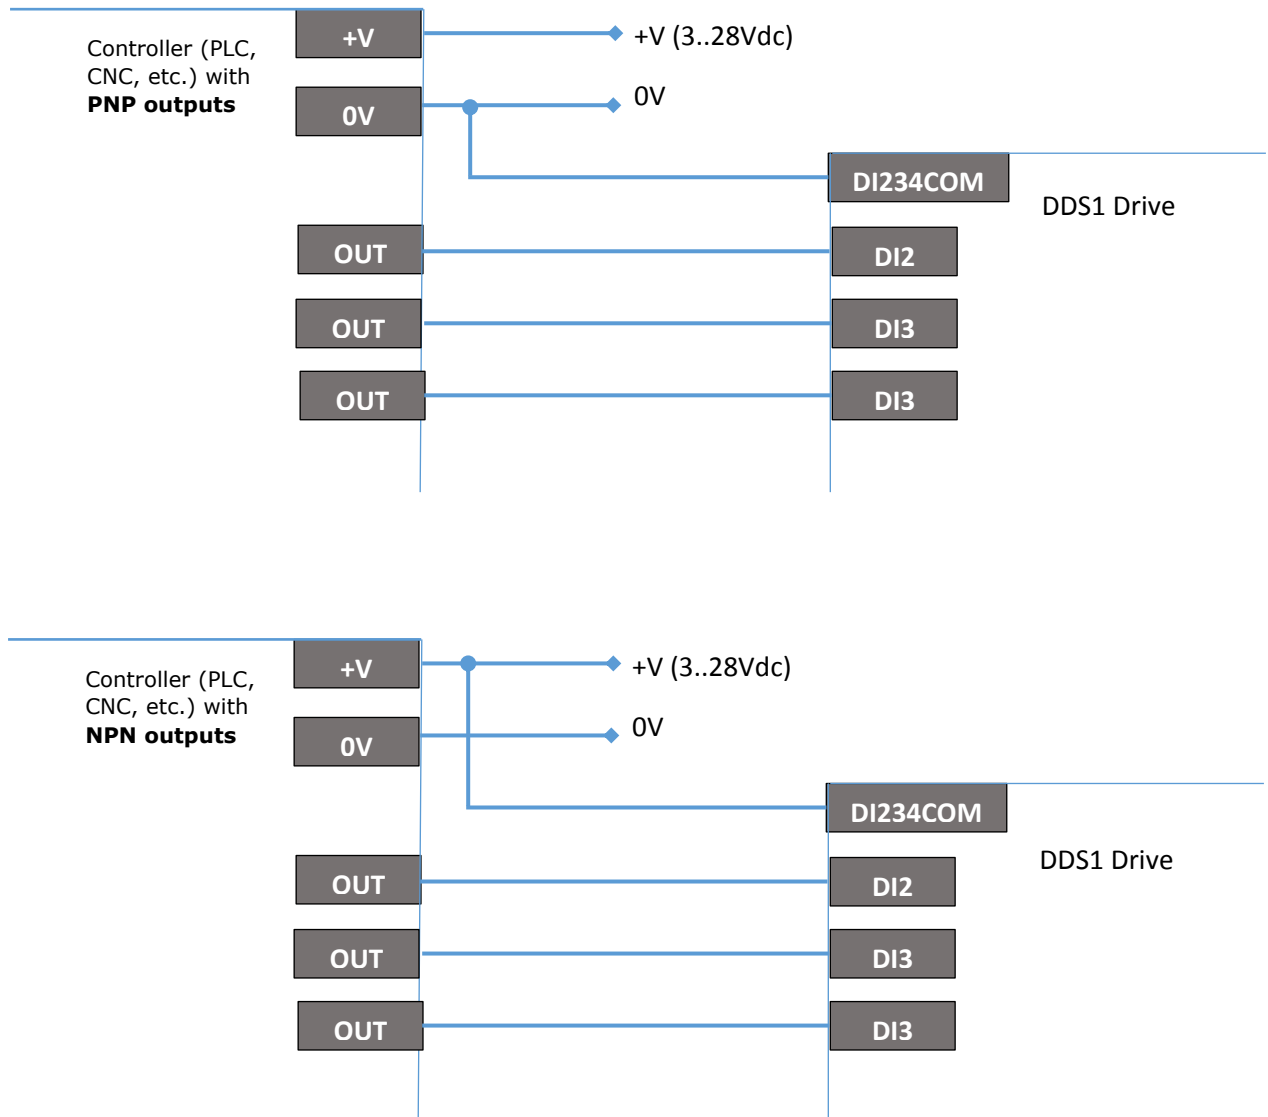 Controller (PLC,
CNC, etc.) with
PNP outputs
+V
+V (3..28Vdc)
0V
0V
DI234COM
DDS1 Drive
OUT
DI2
OUT
DI3
OUT
DI3
Controller (PLC,
CNC, etc.) with
NPN outputs
+V
+V (3..28Vdc)
0V
0V
DI234COM
DDS1 Drive
OUT
DI2
OUT
DI3
OUT
DI3